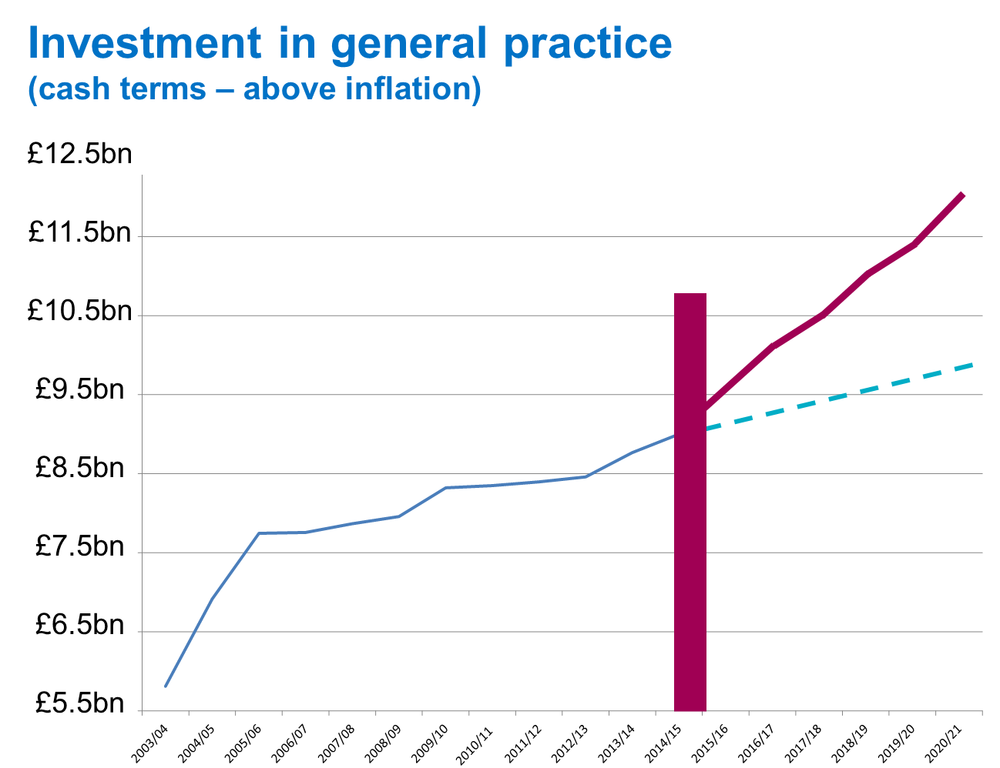 Investment in general practice
(cash terms – above inflation)
£12.5bn
£11.5bn
£10.5bn
£9.5bn
£8.5bn
£7.5bn
£6.5bn
£5.5bn
2003/04
2004/05
2005/06
2006/07
2007/08
2008/09
2009/10
2010/11
2011/12
2012/13
2013/14
2014/15
2015/16
2016/17
2017/18
2018/19
2019/20
2020/21